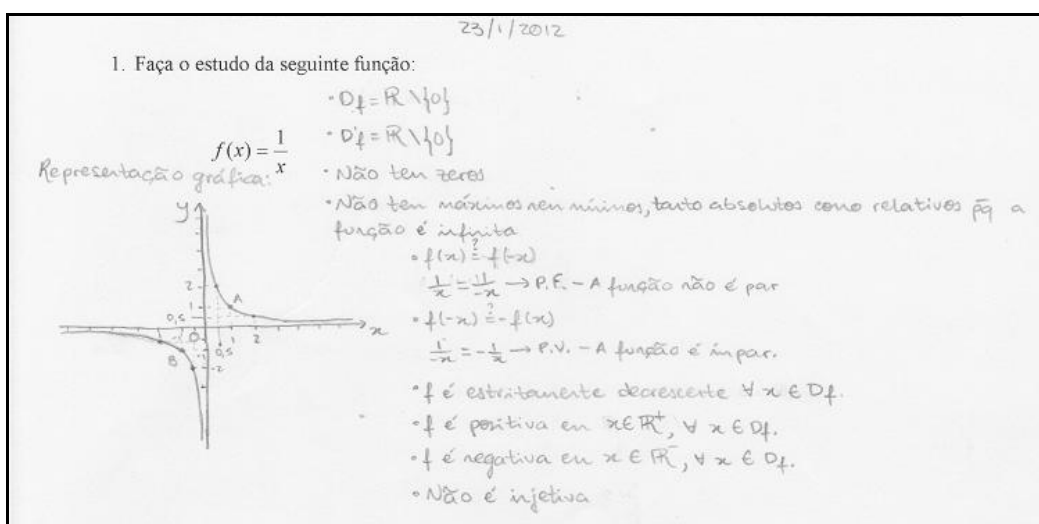 23/1/2012
1. Faça o estudo da seguinte função:
f(x) = 1/x
• Df = ℝ \ {0}
• D'f = ℝ \ {0}
• Não tem zeros
• Não tem máximos nem mínimos, tanto absolutos como relativos pq a
função é infinita
• f(x) ≟ f(-x)
1/x = 1/-x → P.F. - A função não é par
• f(-x) ≟ -f(x)
1/-x = -1/x → P.V. - A função é ímpar.
• f é estritamente decrescente ∀ x ∈ Df.
• f é positiva em x ∈ ℝ⁺, ∀ x ∈ Df.
• f é negativa em x ∈ ℝ⁻, ∀ x ∈ Df.
• Não é injetiva
Representação gráfica:
y
2
A
1
0,5
-1
0
1
2
x
0,5
B
-2